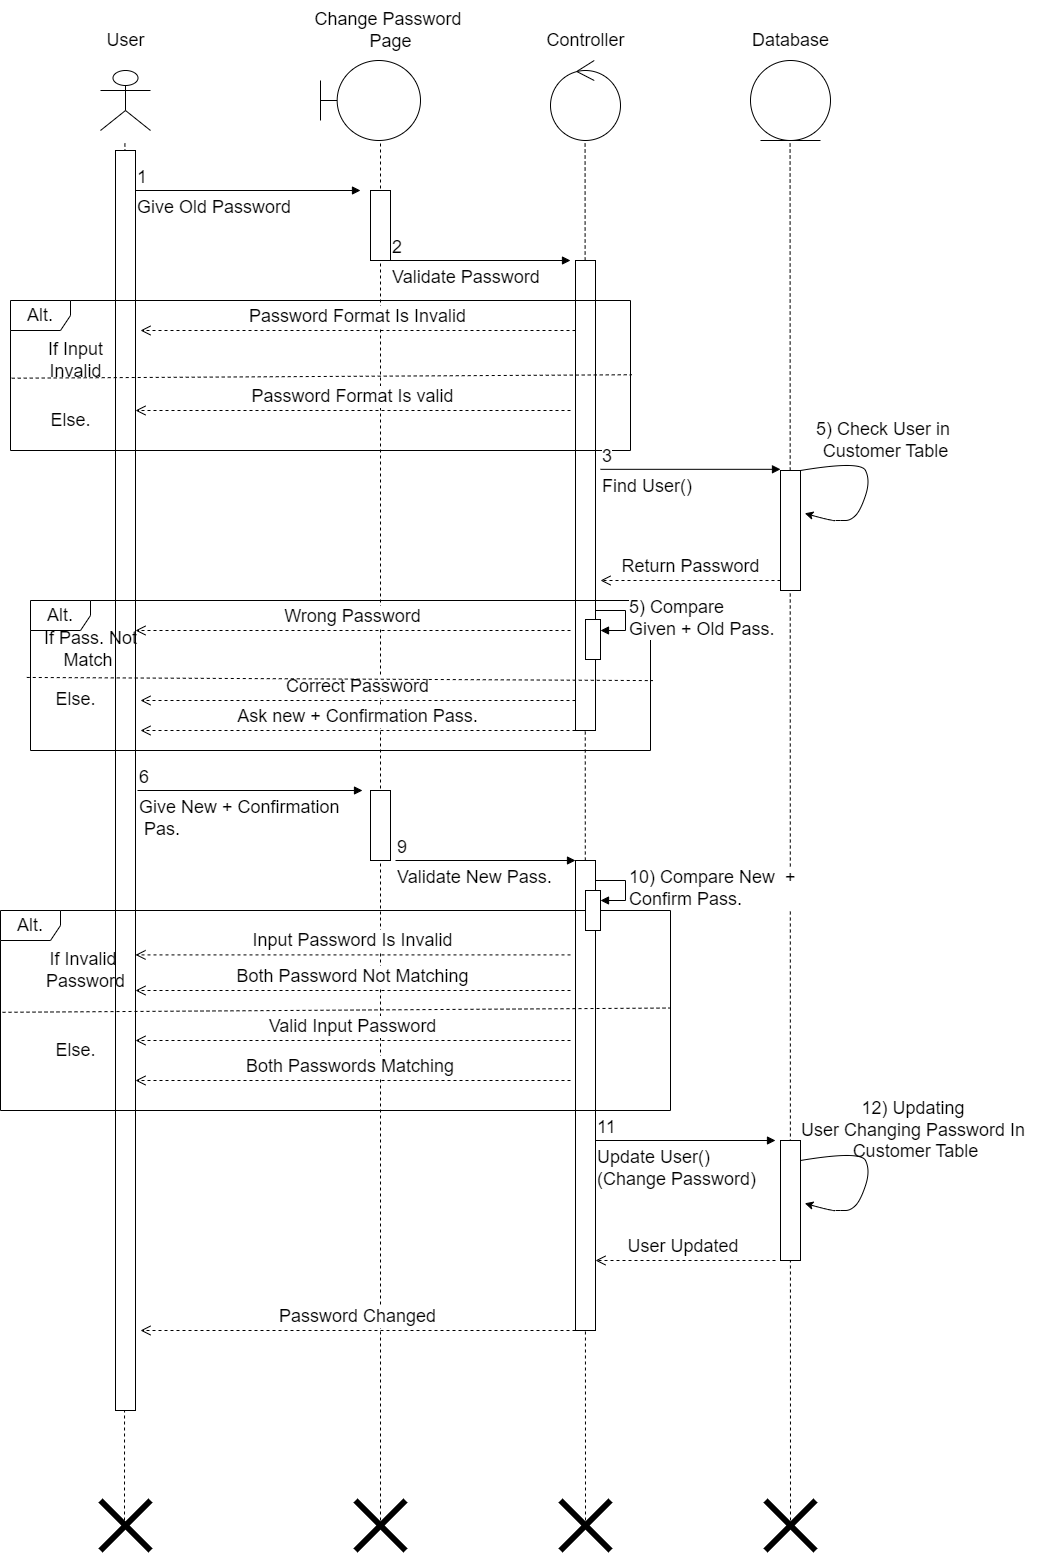 User
Change Password
Page
Controller
Database
1
Give Old Password
2
Validate Password
Alt.
Password Format Is Invalid
If Input
Invalid
Password Format Is valid
Else.
5) Check User in
Customer Table
3
Find User()
Return Password
Alt.
Wrong Password
5) Compare
Given + Old Pass.
If Pass. Not
Match
Correct Password
Else.
Ask new + Confirmation Pass.
6
Give New + Confirmation
Pas.
9
Validate New Pass.
10) Compare New +
Confirm Pass.
Alt.
Input Password Is Invalid
If Invalid
Password
Both Password Not Matching
Valid Input Password
Else.
Both Passwords Matching
12) Updating
User Changing Password In
Customer Table
11
Update User()
(Change Password)
User Updated
Password Changed